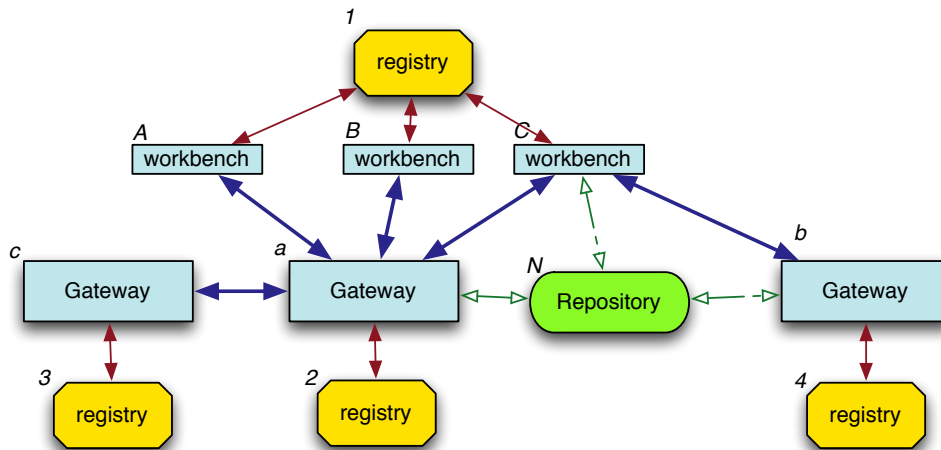 1
registry
A
workbench
B
workbench
C
workbench
c
Gateway
a
Gateway
N
Repository
b
Gateway
3
registry
2
registry
4
registry